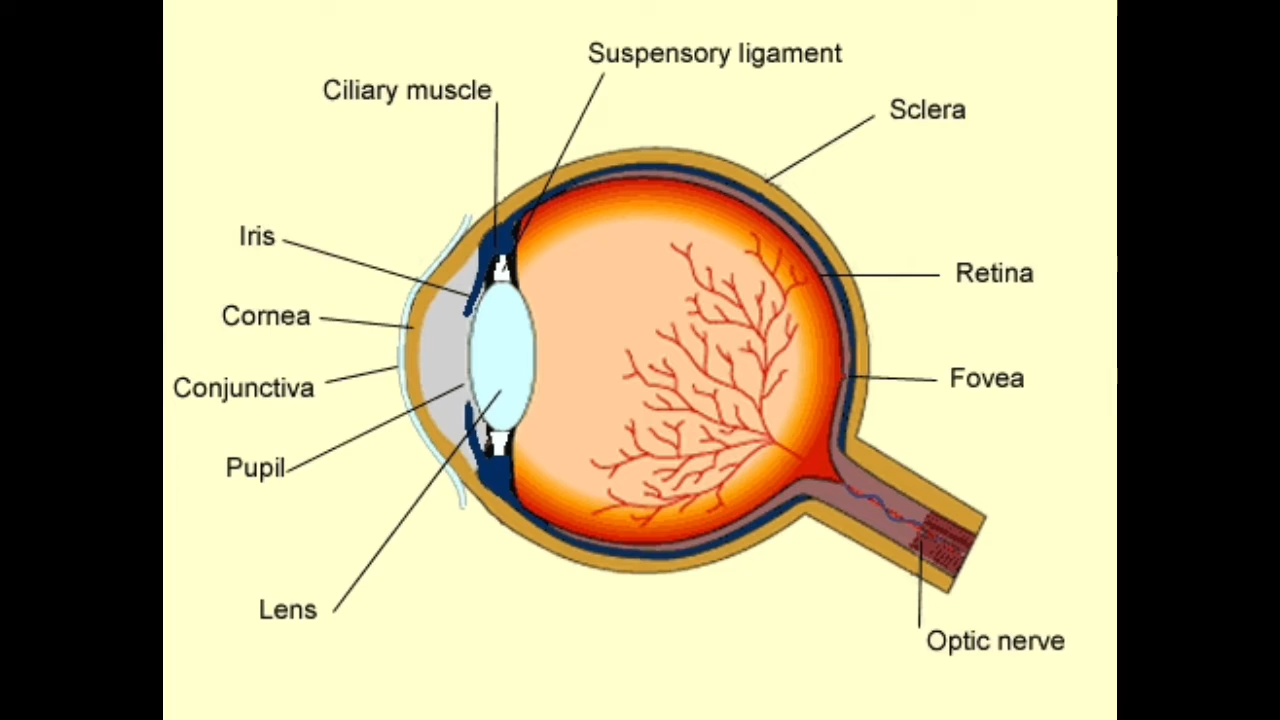 Suspensory ligament
Ciliary muscle
Sclera
Iris
Retina
Cornea
Fovea
Conjunctiva
Pupil
Lens
Optic nerve